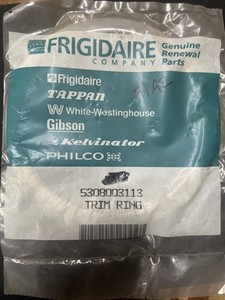 FRIGIDAIRE
COMPANY
Genuine
Renewal
Parts
Frigidaire
TAPPAN
White-Westinghouse
Gibson
Kelvinator
PHILCO
5308003113
TRIM RING